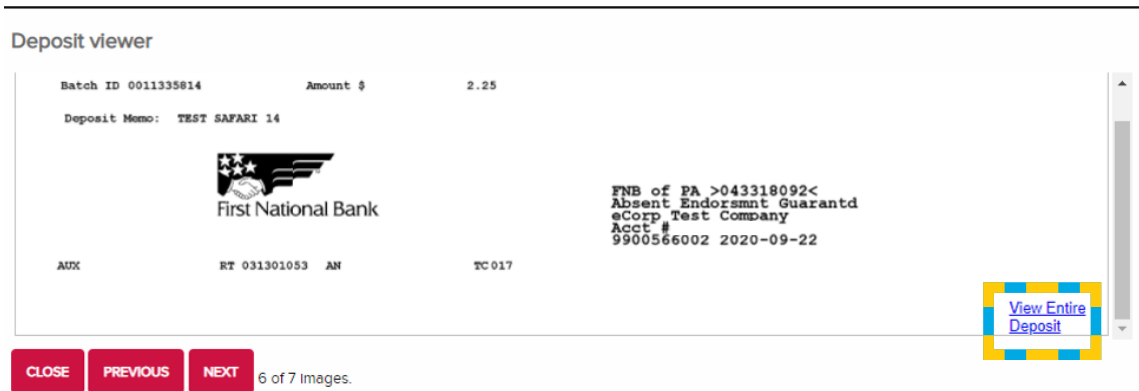 Deposit viewer
Batch ID 0011335814 Amount $ 2.25
Deposit Memo: TEST SAFARI 14
First National Bank
FNB of PA >043318092<
Absent Endorsmnt Guarantd
eCorp Test Company
Acct #
9900566002 2020-09-22
AUX RT 031301053 AN TC 017
View Entire
Deposit
CLOSE PREVIOUS NEXT 6 of 7 Images.